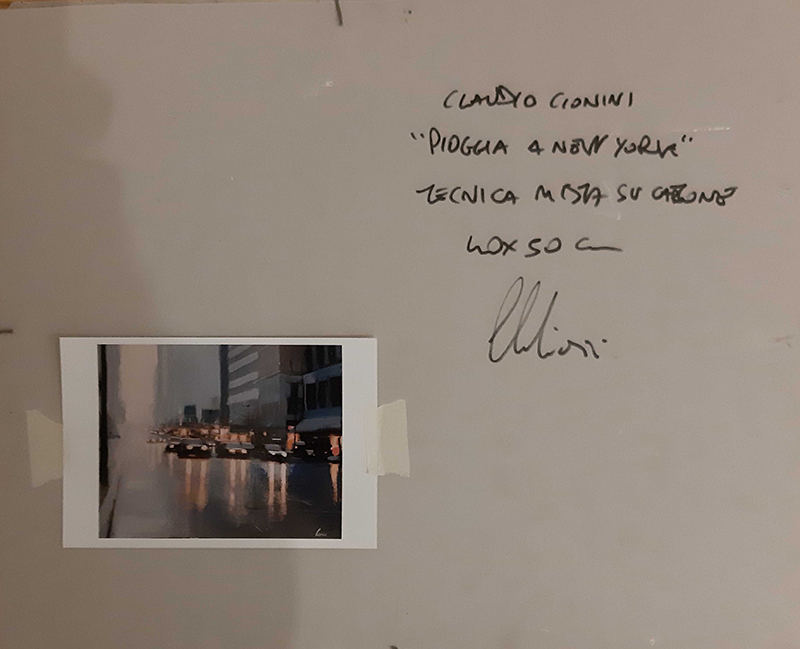 CLAUDIO CIONINI
"PIOGGIA A NEW YORK"
TECNICA MISTA SU CARTONE
40X50 cm